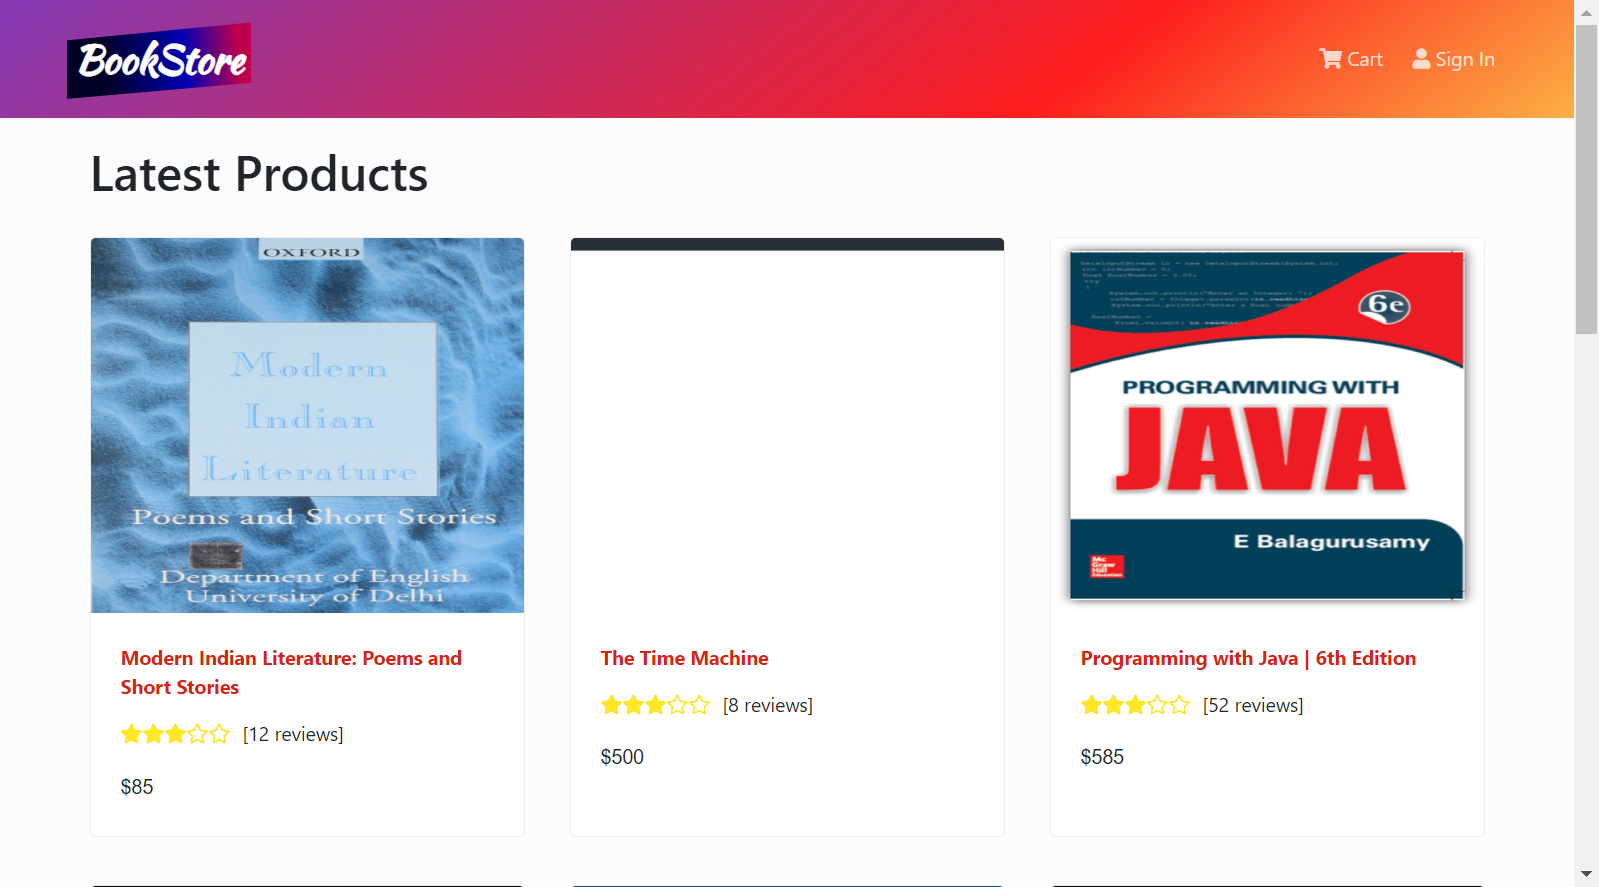 BookStore
Cart
Sign In
Latest Products
OXFORD
Modern
Indian
Literature
Poems and Short Stories
Department of English
University of Delhi
Modern Indian Literature: Poems and
Short Stories
[12 reviews]
$85
The Time Machine
[8 reviews]
$500
6e
PROGRAMMING WITH
JAVA
E Balagurusamy
Mc
Graw
Hill
Education
Programming with Java | 6th Edition
[52 reviews]
$585